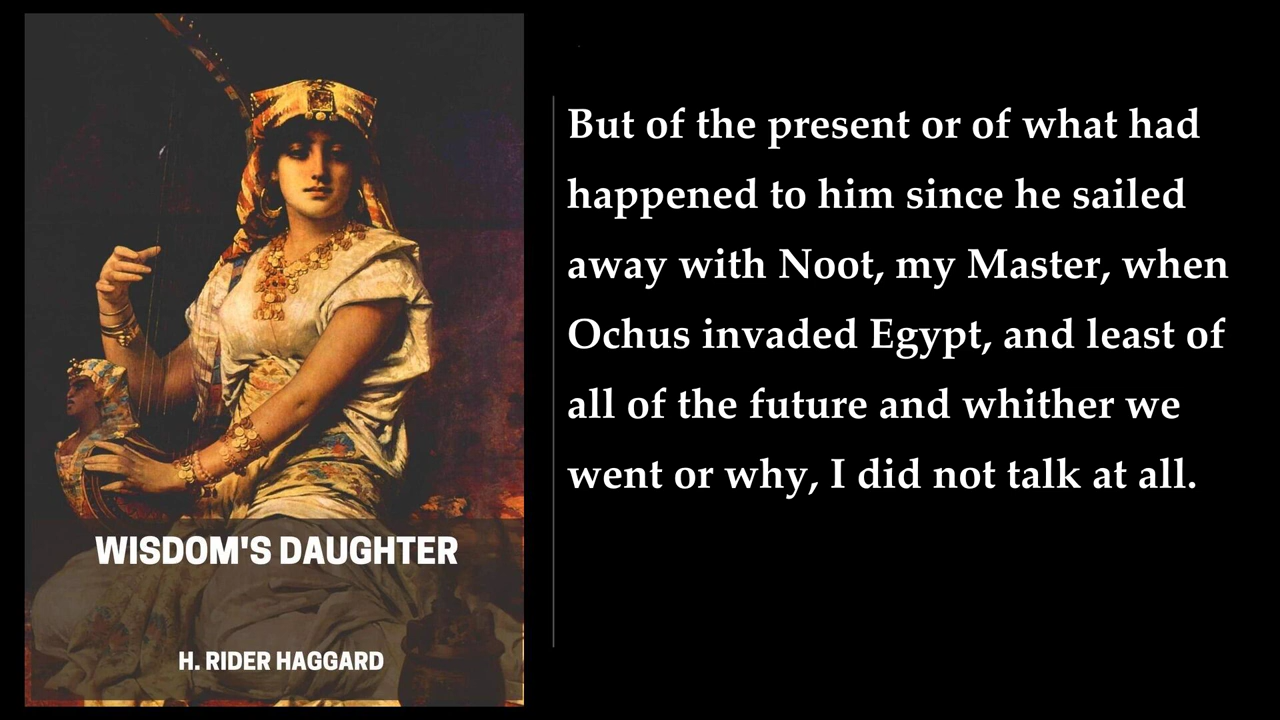 WISDOM'S DAUGHTER
H. RIDER HAGGARD
But of the present or of what had
happened to him since he sailed
away with Noot, my Master, when
Ochus invaded Egypt, and least of
all of the future and whither we
went or why, I did not talk at all.